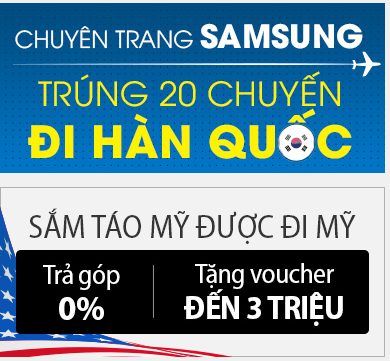 CHUYÊN TRANG SAMSUNG
TRÚNG 20 CHUYẾN
ĐI HÀN QUỐC
SẮM TÁO MỸ ĐƯỢC ĐI MỸ
Trả góp
0%
Tặng voucher
ĐẾN 3 TRIỆU